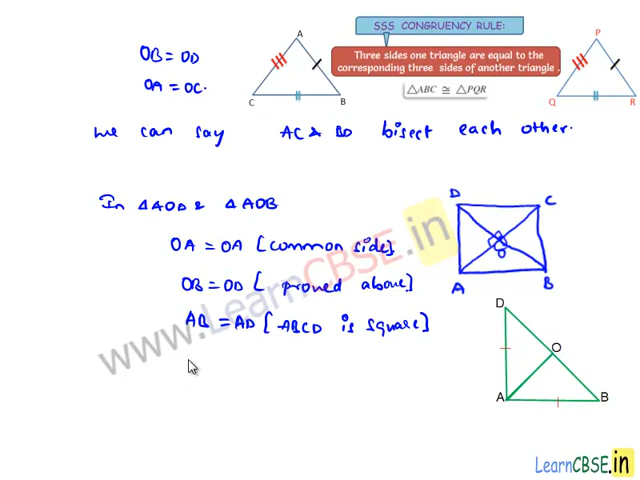 SSS CONGRUENCY RULE:
Three sides one triangle are equal to the
corresponding three sides of another triangle .
△ABC ≅ △PQR
A
C
B
P
Q
R
OB = OD
OA = OC.
We can say AC & BD bisect each other.
In △AOD & △AOB
OA = OA [common side]
OB = OD [proved above]
AB = AD [ABCD is square]
D
C
O
A
B
D
O
A
B
www.LearnCBSE.in
LearnCBSE.in